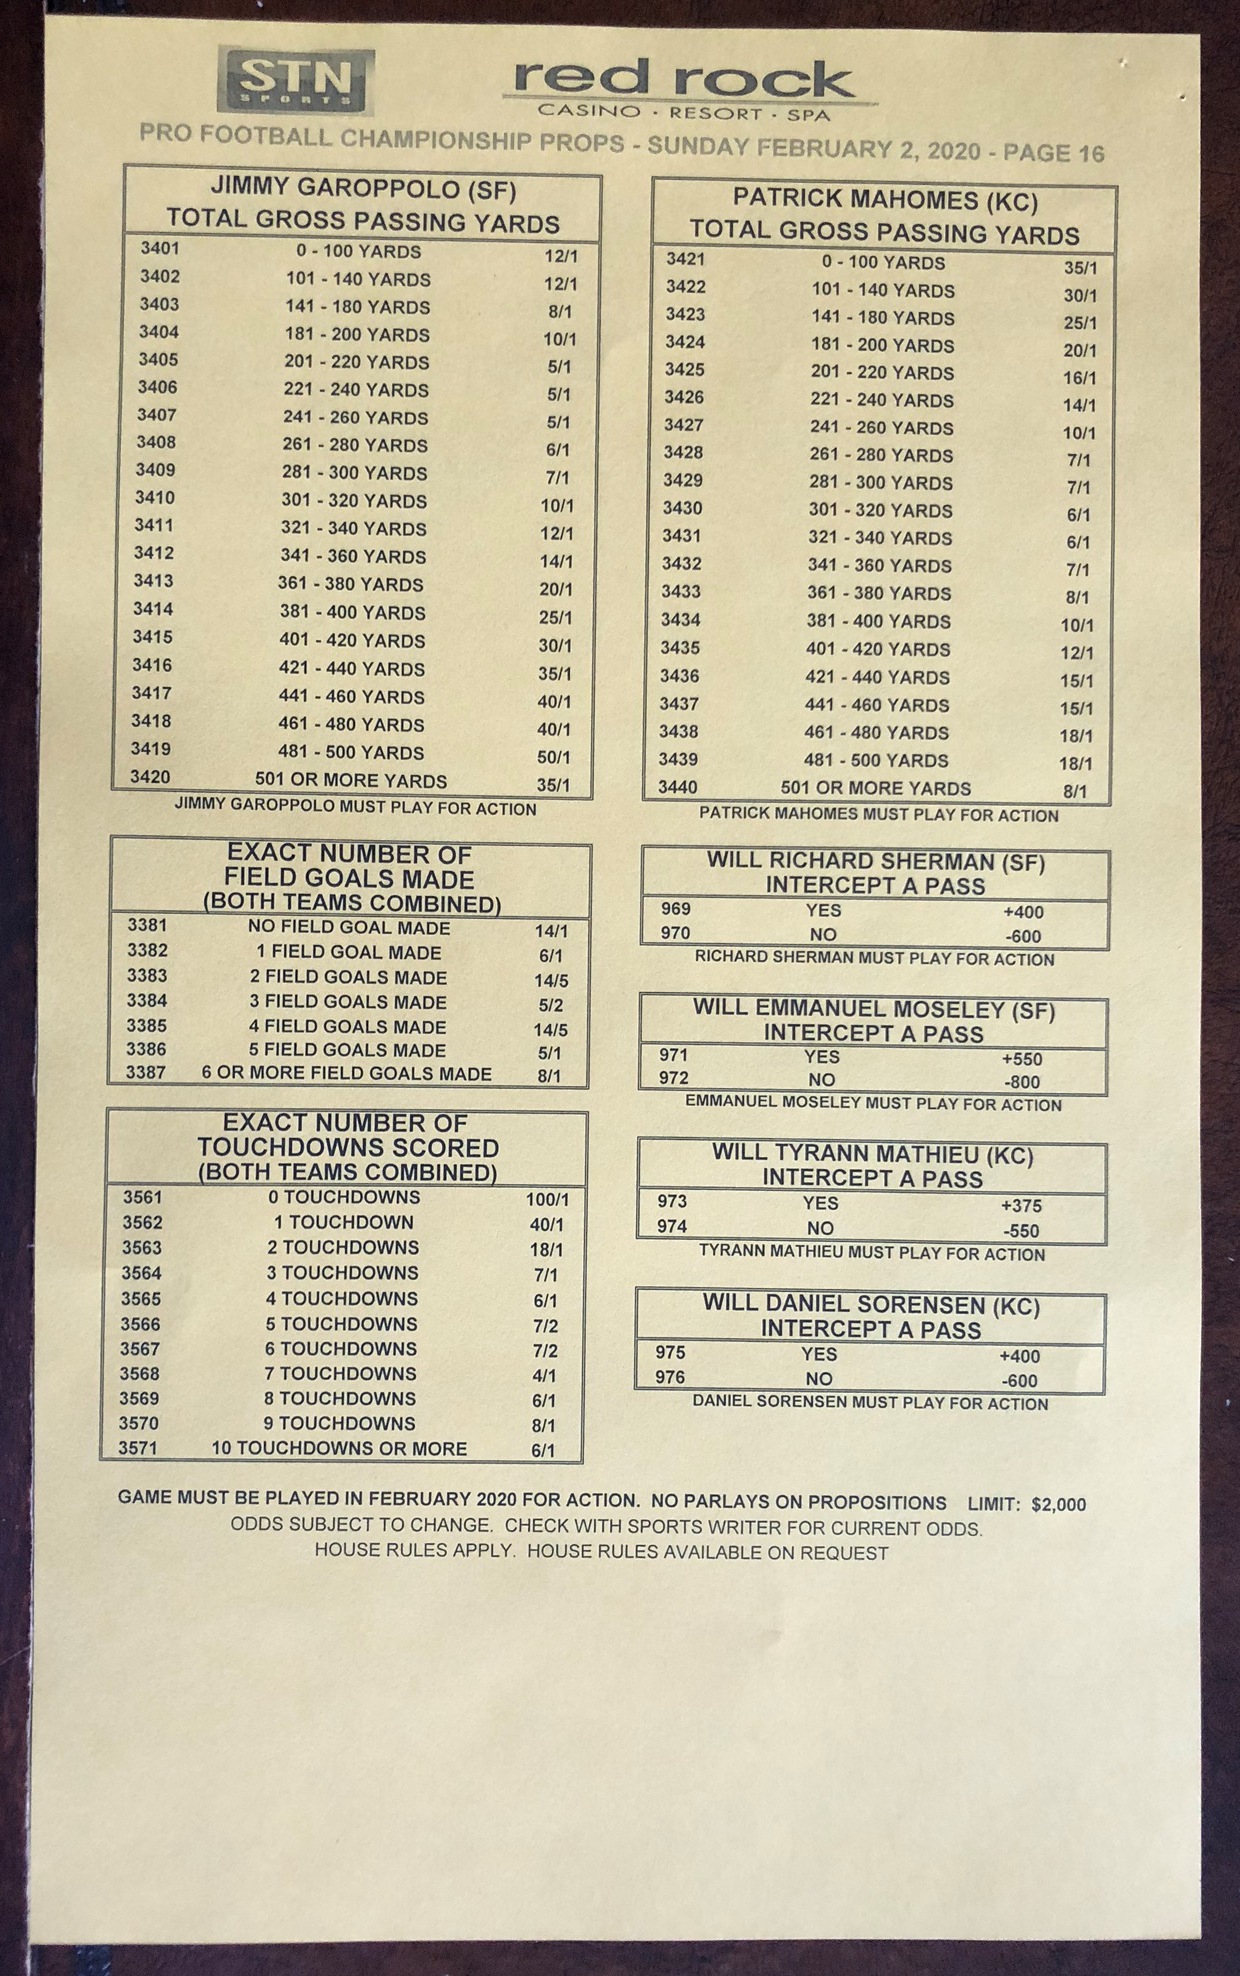 STN
SPORTS
red rock
CASINO · RESORT · SPA
PRO FOOTBALL CHAMPIONSHIP PROPS - SUNDAY FEBRUARY 2, 2020 - PAGE 16
JIMMY GAROPPOLO (SF)
TOTAL GROSS PASSING YARDS
3401 0 - 100 YARDS 12/1
3402 101 - 140 YARDS 12/1
3403 141 - 180 YARDS 8/1
3404 181 - 200 YARDS 10/1
3405 201 - 220 YARDS 5/1
3406 221 - 240 YARDS 5/1
3407 241 - 260 YARDS 5/1
3408 261 - 280 YARDS 6/1
3409 281 - 300 YARDS 7/1
3410 301 - 320 YARDS 10/1
3411 321 - 340 YARDS 12/1
3412 341 - 360 YARDS 14/1
3413 361 - 380 YARDS 20/1
3414 381 - 400 YARDS 25/1
3415 401 - 420 YARDS 30/1
3416 421 - 440 YARDS 35/1
3417 441 - 460 YARDS 40/1
3418 461 - 480 YARDS 40/1
3419 481 - 500 YARDS 50/1
3420 501 OR MORE YARDS 35/1
JIMMY GAROPPOLO MUST PLAY FOR ACTION
EXACT NUMBER OF
FIELD GOALS MADE
(BOTH TEAMS COMBINED)
3381 NO FIELD GOAL MADE 14/1
3382 1 FIELD GOAL MADE 6/1
3383 2 FIELD GOALS MADE 14/5
3384 3 FIELD GOALS MADE 5/2
3385 4 FIELD GOALS MADE 14/5
3386 5 FIELD GOALS MADE 5/1
3387 6 OR MORE FIELD GOALS MADE 8/1
EXACT NUMBER OF
TOUCHDOWNS SCORED
(BOTH TEAMS COMBINED)
3561 0 TOUCHDOWNS 100/1
3562 1 TOUCHDOWN 40/1
3563 2 TOUCHDOWNS 18/1
3564 3 TOUCHDOWNS 7/1
3565 4 TOUCHDOWNS 6/1
3566 5 TOUCHDOWNS 7/2
3567 6 TOUCHDOWNS 7/2
3568 7 TOUCHDOWNS 4/1
3569 8 TOUCHDOWNS 6/1
3570 9 TOUCHDOWNS 8/1
3571 10 TOUCHDOWNS OR MORE 6/1
PATRICK MAHOMES (KC)
TOTAL GROSS PASSING YARDS
3421 0 - 100 YARDS 35/1
3422 101 - 140 YARDS 30/1
3423 141 - 180 YARDS 25/1
3424 181 - 200 YARDS 20/1
3425 201 - 220 YARDS 16/1
3426 221 - 240 YARDS 14/1
3427 241 - 260 YARDS 10/1
3428 261 - 280 YARDS 7/1
3429 281 - 300 YARDS 7/1
3430 301 - 320 YARDS 6/1
3431 321 - 340 YARDS 6/1
3432 341 - 360 YARDS 7/1
3433 361 - 380 YARDS 8/1
3434 381 - 400 YARDS 10/1
3435 401 - 420 YARDS 12/1
3436 421 - 440 YARDS 15/1
3437 441 - 460 YARDS 15/1
3438 461 - 480 YARDS 18/1
3439 481 - 500 YARDS 18/1
3440 501 OR MORE YARDS 8/1
PATRICK MAHOMES MUST PLAY FOR ACTION
WILL RICHARD SHERMAN (SF)
INTERCEPT A PASS
969 YES +400
970 NO -600
RICHARD SHERMAN MUST PLAY FOR ACTION
WILL EMMANUEL MOSELEY (SF)
INTERCEPT A PASS
971 YES +550
972 NO -800
EMMANUEL MOSELEY MUST PLAY FOR ACTION
WILL TYRANN MATHIEU (KC)
INTERCEPT A PASS
973 YES +375
974 NO -550
TYRANN MATHIEU MUST PLAY FOR ACTION
WILL DANIEL SORENSEN (KC)
INTERCEPT A PASS
975 YES +400
976 NO -600
DANIEL SORENSEN MUST PLAY FOR ACTION
GAME MUST BE PLAYED IN FEBRUARY 2020 FOR ACTION. NO PARLAYS ON PROPOSITIONS LIMIT: $2,000
ODDS SUBJECT TO CHANGE. CHECK WITH SPORTS WRITER FOR CURRENT ODDS.
HOUSE RULES APPLY. HOUSE RULES AVAILABLE ON REQUEST